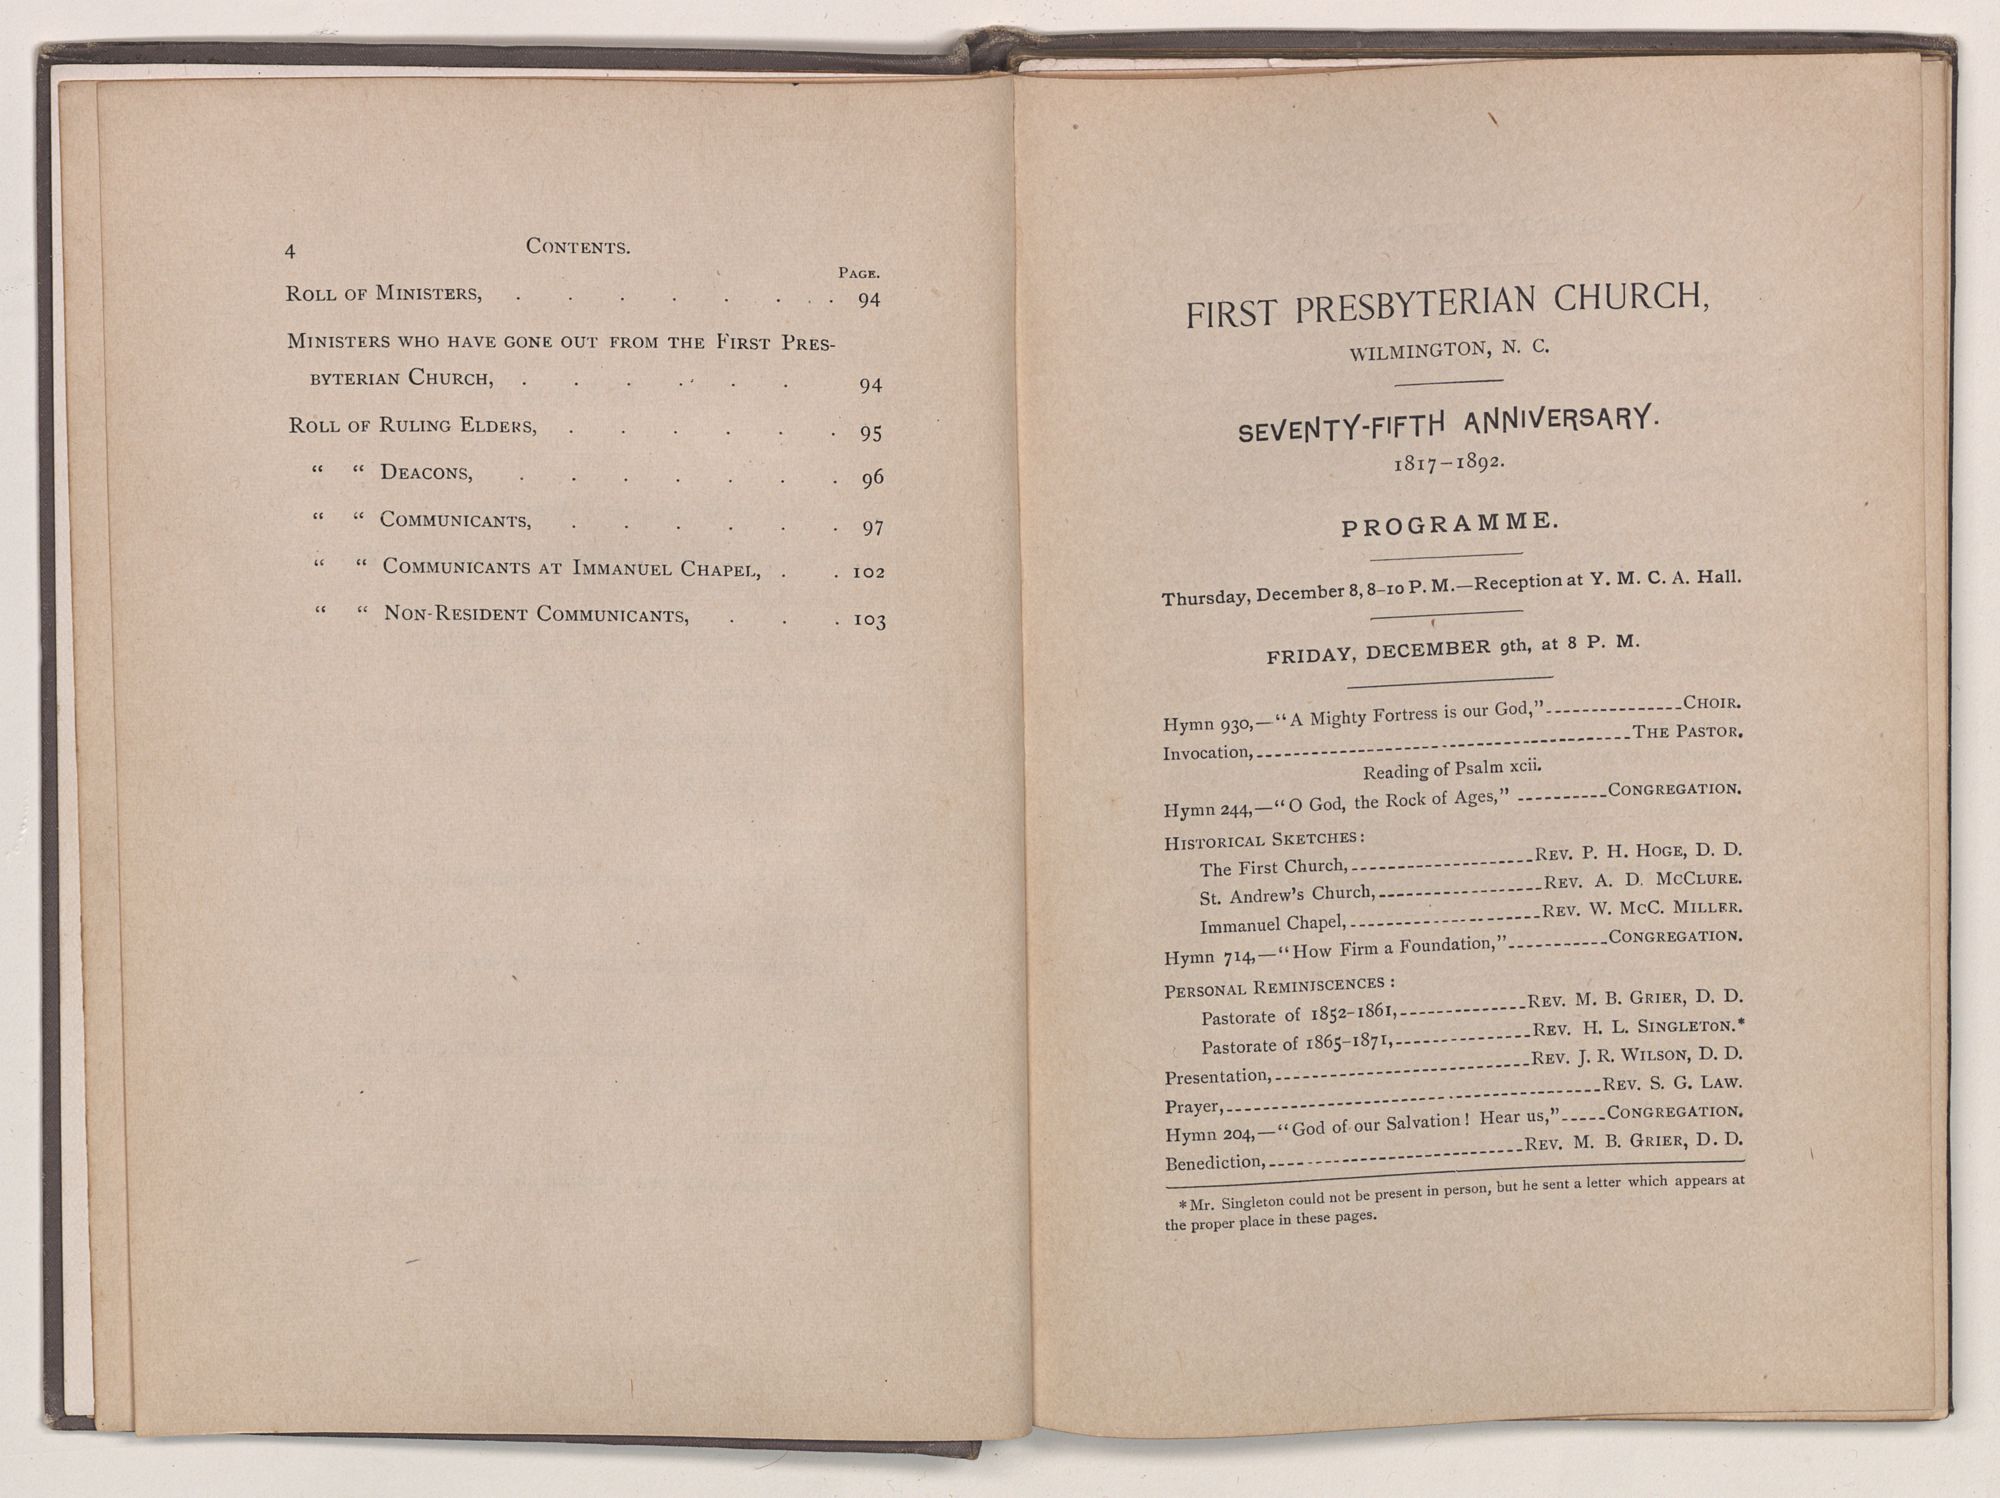 4 CONTENTS.
PAGE.
ROLL OF MINISTERS, . . . . . . . . 94
MINISTERS WHO HAVE GONE OUT FROM THE FIRST PRES-
BYTERIAN CHURCH, . . . . . . 94
ROLL OF RULING ELDERS, . . . . . . 95
“ “ DEACONS, . . . . . . . 96
“ “ COMMUNICANTS, . . . . . . 97
“ “ COMMUNICANTS AT IMMANUEL CHAPEL, . . 102
“ “ NON-RESIDENT COMMUNICANTS, . . . 103
FIRST PRESBYTERIAN CHURCH,
WILMINGTON, N. C.
SEVENTY-FIFTH ANNIVERSARY.
1817–1892.
PROGRAMME.
Thursday, December 8, 8–10 P. M.—Reception at Y. M. C. A. Hall.
FRIDAY, DECEMBER 9th, at 8 P. M.
Hymn 930,—“A Mighty Fortress is our God,”---------------CHOIR.
Invocation,----------------------------------------THE PASTOR.
Reading of Psalm xcii.
Hymn 244,—“O God, the Rock of Ages,” ----------CONGREGATION.
HISTORICAL SKETCHES:
The First Church,--------------------REV. P. H. HOGE, D. D.
St. Andrew’s Church,------------------REV. A. D. MCCLURE.
Immanuel Chapel,---------------------REV. W. MCC. MILLER.
Hymn 714,—“How Firm a Foundation,”-----------CONGREGATION.
PERSONAL REMINISCENCES:
Pastorate of 1852–1861,--------------REV. M. B. GRIER, D. D.
Pastorate of 1865–1871,---------------REV. H. L. SINGLETON.*
Presentation,----------------------------REV. J. R. WILSON, D. D.
Prayer,-----------------------------------------REV. S. G. LAW.
Hymn 204,—“God of our Salvation! Hear us,”-----CONGREGATION.
Benediction,----------------------------REV. M. B. GRIER, D. D.
*Mr. Singleton could not be present in person, but he sent a letter which appears at
the proper place in these pages.